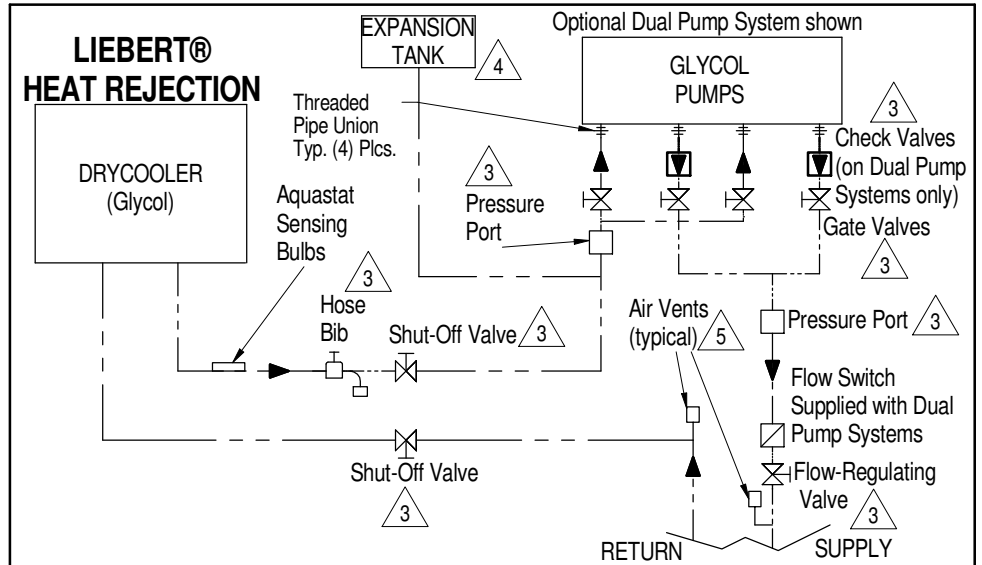 LIEBERT®
HEAT REJECTION
DRYCOOLER
(Glycol)
EXPANSION
TANK
4
Optional Dual Pump System shown
GLYCOL
PUMPS
Threaded
Pipe Union
Typ. (4) Plcs.
3
Check Valves
(on Dual Pump
Systems only)
Gate Valves
3
3
Pressure
Port
Aquastat
Sensing
Bulbs
3
Hose
Bib
Shut-Off Valve
3
Air Vents
(typical)
5
Pressure Port
3
Flow Switch
Supplied with Dual
Pump Systems
Flow-Regulating
Valve
3
Shut-Off Valve
3
RETURN
SUPPLY